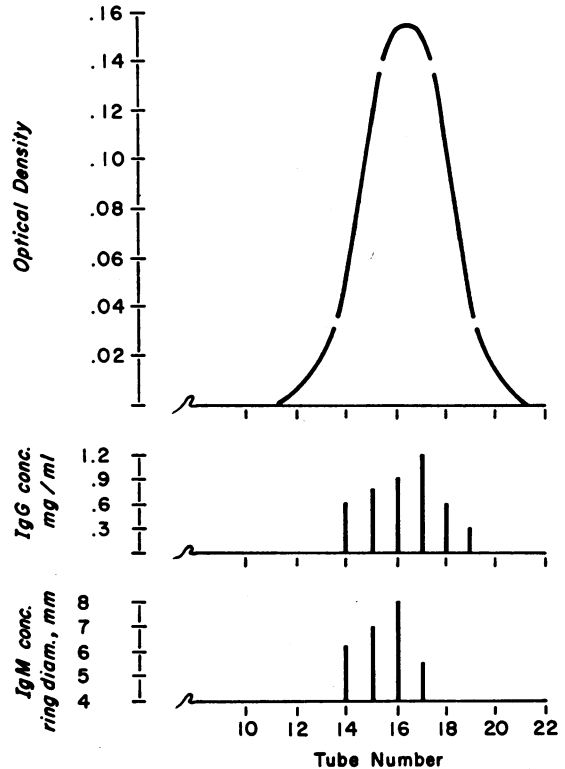 Optical Density
.16
.14
.12
.10
.08
.06
.04
.02
IgG conc.
mg/ml
1.2
.9
.6
.3
IgM conc.
ring diam., mm
8
7
6
5
4
10 12 14 16 18 20 22
Tube Number